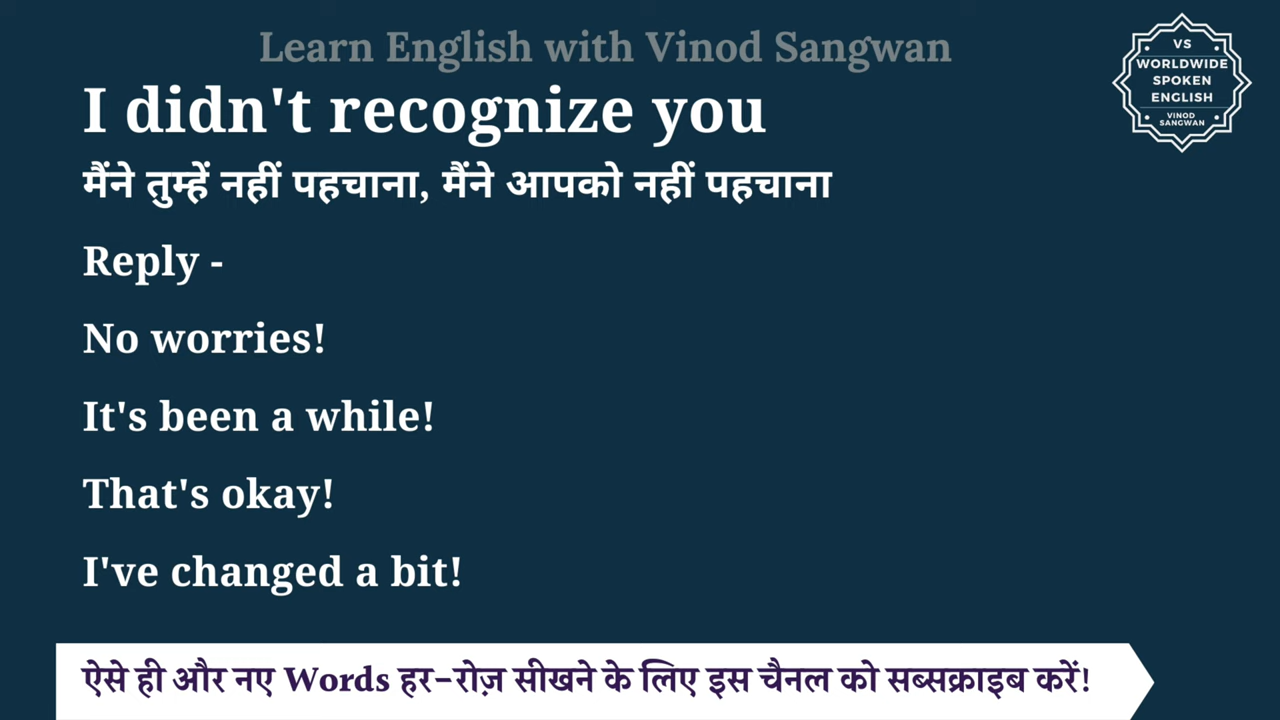 Learn English with Vinod Sangwan
VS
WORLDWIDE
SPOKEN
ENGLISH
VINOD
SANGWAN
I didn't recognize you
मैंने तुम्हें नहीं पहचाना, मैंने आपको नहीं पहचाना
Reply -
No worries!
It's been a while!
That's okay!
I've changed a bit!
ऐसे ही और नए Words हर-रोज़ सीखने के लिए इस चैनल को सब्सक्राइब करें!